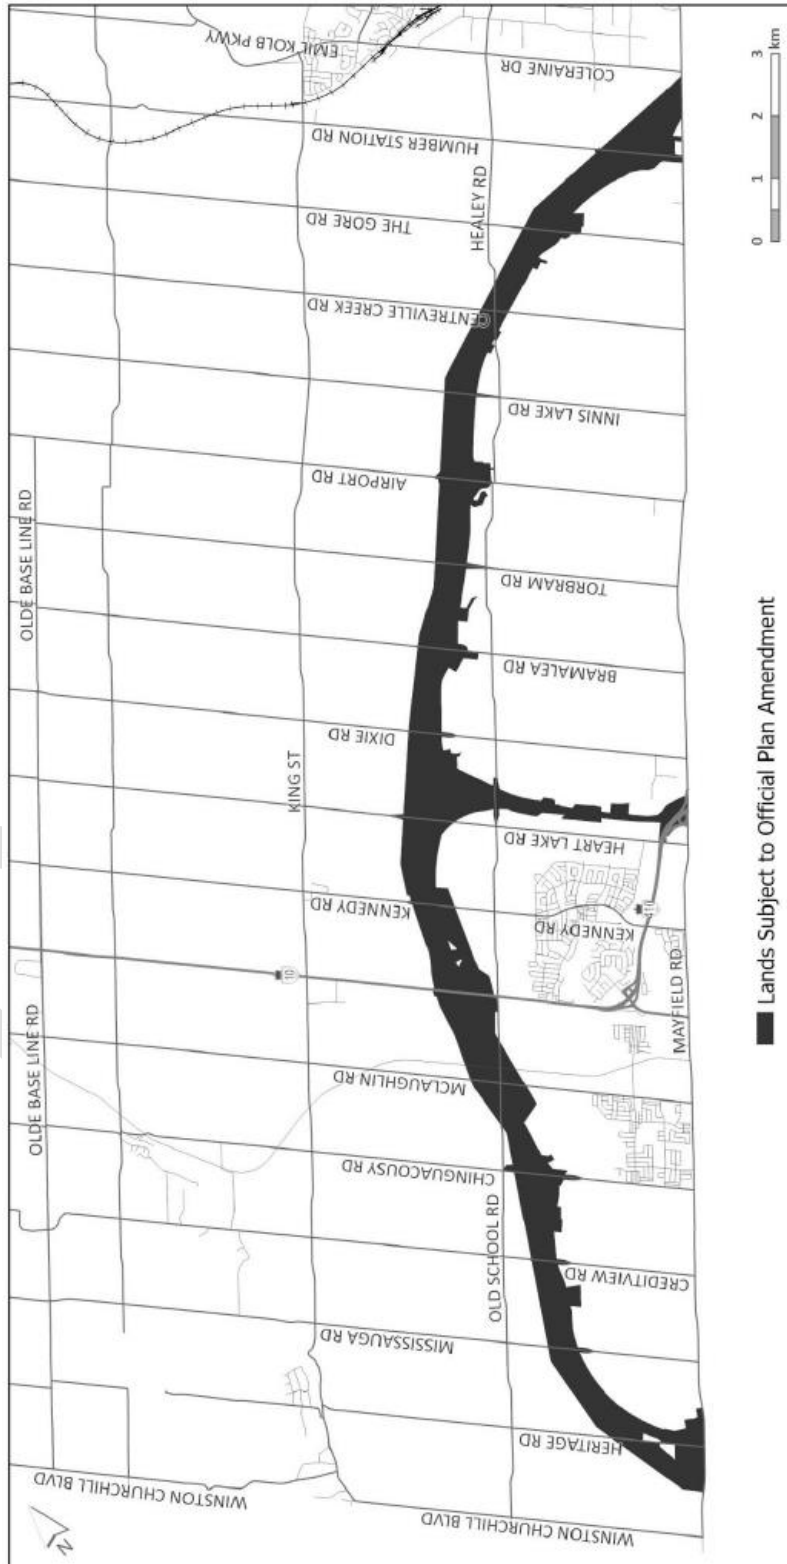 EMIL KOLB PKWY
COLERAINE DR
HUMBER STATION RD
THE GORE RD
HEALEY RD
CENTREVILLE CREEK RD
INNIS LAKE RD
AIRPORT RD
OLDE BASE LINE RD
TORBRAM RD
BRAMALEA RD
DIXIE RD
KING ST
HEART LAKE RD
KENNEDY RD
KENNEDY RD
410
10
MAYFIELD RD
OLDE BASE LINE RD
MCLAUGHLIN RD
CHINGUACOUSY RD
OLD SCHOOL RD
CREDITVIEW RD
MISSISSAUGA RD
HERITAGE RD
WINSTON CHURCHILL BLVD
WINSTON CHURCHILL BLVD
N
0 1 2 3 km
Lands Subject to Official Plan Amendment